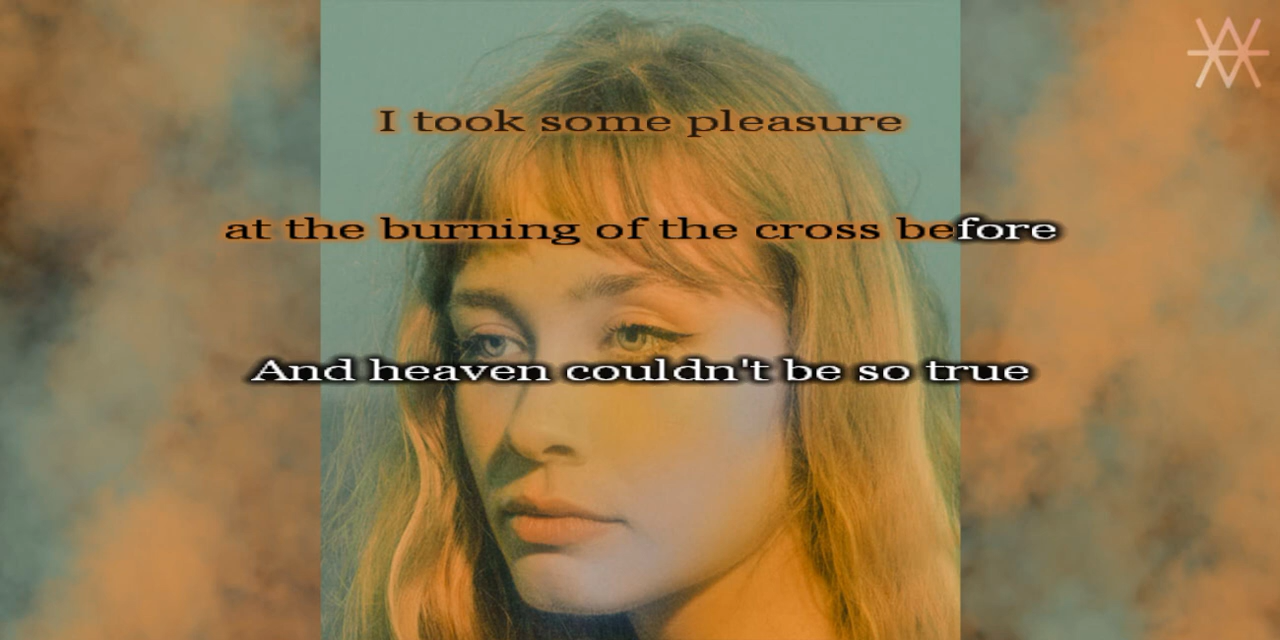 I took some pleasure
at the burning of the cross before
And heaven couldn't be so true